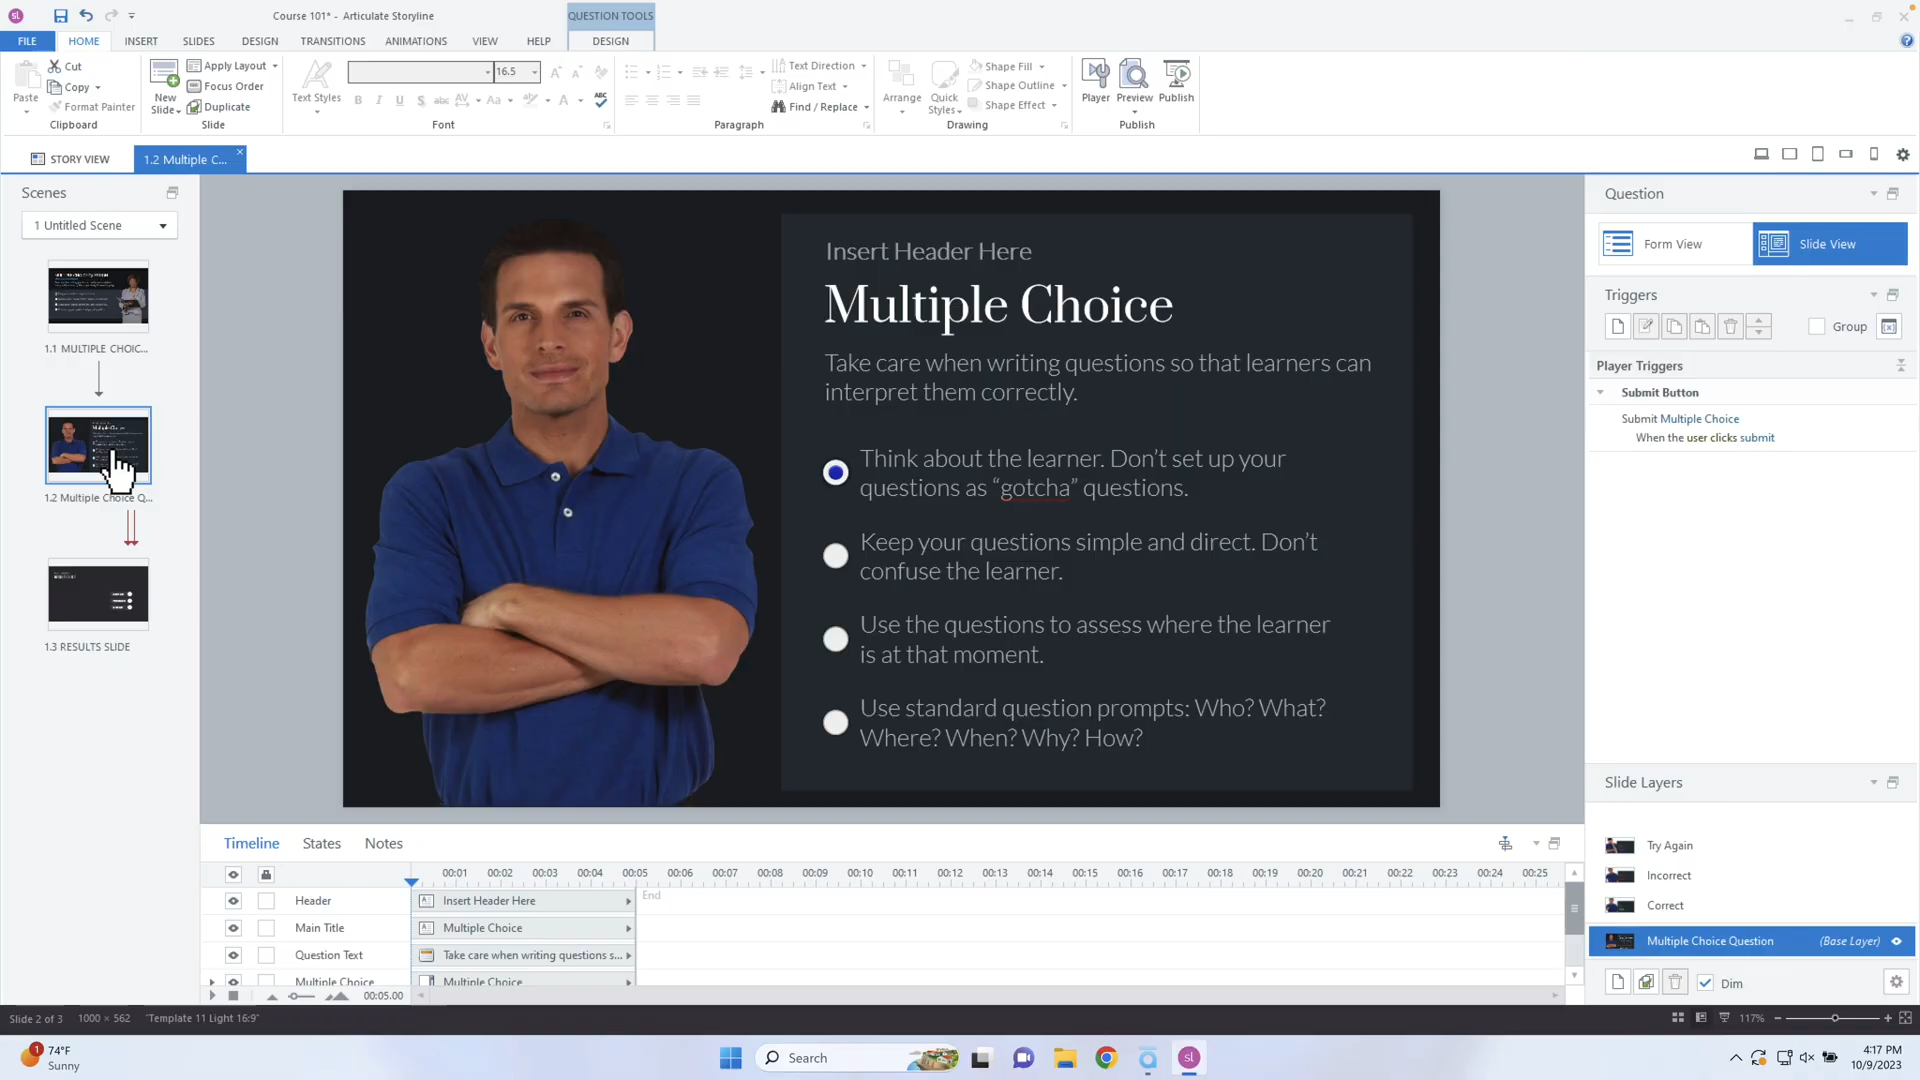 sl
Course 101* - Articulate Storyline
QUESTION TOOLS
FILE
HOME
INSERT
SLIDES
DESIGN
TRANSITIONS
ANIMATIONS
VIEW
HELP
DESIGN
Paste
Cut
Copy
Format Painter
Clipboard
New Slide
Apply Layout
Focus Order
Duplicate
Slide
Text Styles
16.5
B I U S abc AV Aa A
ABC
Font
Text Direction
Align Text
Find / Replace
Paragraph
Arrange
Quick Styles
Shape Fill
Shape Outline
Shape Effect
Drawing
Player
Preview
Publish
Publish
STORY VIEW
1.2 Multiple C...
Scenes
1 Untitled Scene
1.1 MULTIPLE CHOIC...
1.2 Multiple Choice Q...
1.3 RESULTS SLIDE
Insert Header Here
Multiple Choice
Take care when writing questions so that learners can
interpret them correctly.
Think about the learner. Don’t set up your
questions as “gotcha” questions.
Keep your questions simple and direct. Don’t
confuse the learner.
Use the questions to assess where the learner
is at that moment.
Use standard question prompts: Who? What?
Where? When? Why? How?
Question
Form View
Slide View
Triggers
Group
Player Triggers
Submit Button
Submit Multiple Choice
When the user clicks submit
Slide Layers
Try Again
Incorrect
Correct
Multiple Choice Question (Base Layer)
Dim
Timeline
States
Notes
00:01 00:02 00:03 00:04 00:05 00:06 00:07 00:08 00:09 00:10 00:11 00:12 00:13 00:14 00:15 00:16 00:17 00:18 00:19 00:20 00:21 00:22 00:23 00:24 00:25
Header
Insert Header Here
End
Main Title
Multiple Choice
Question Text
Take care when writing questions s...
Multiple Choice
Multiple Choice
00:05.00
Slide 2 of 3
1000 × 562
"Template 11 Light 16:9"
117%
1
74°F
Sunny
Search
sl
4:17 PM
10/9/2023